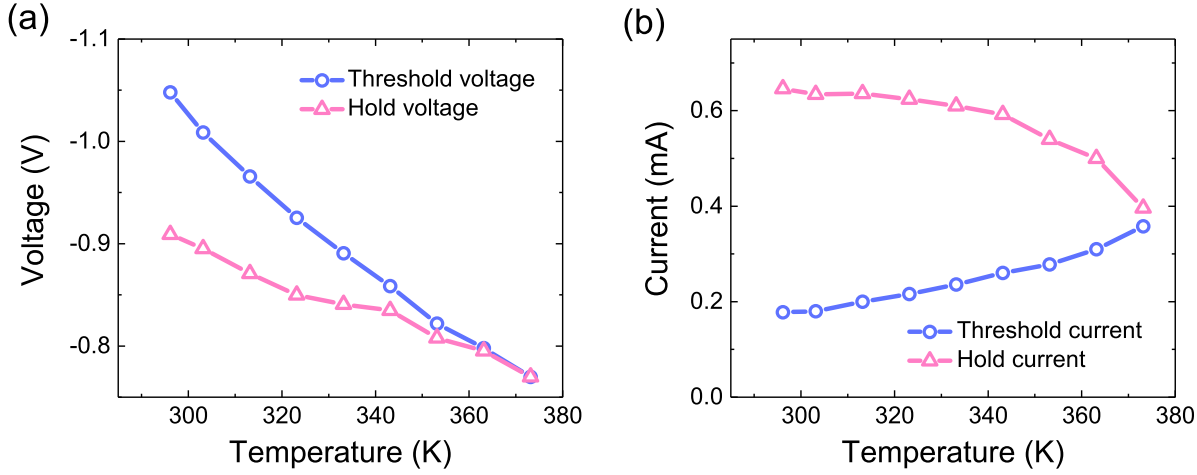 (a)
-1.1
-1.0
-0.9
-0.8
Voltage (V)
Threshold voltage
Hold voltage
300 320 340 360 380
Temperature (K)
(b)
0.6
0.4
0.2
0.0
Current (mA)
Threshold current
Hold current
300 320 340 360 380
Temperature (K)